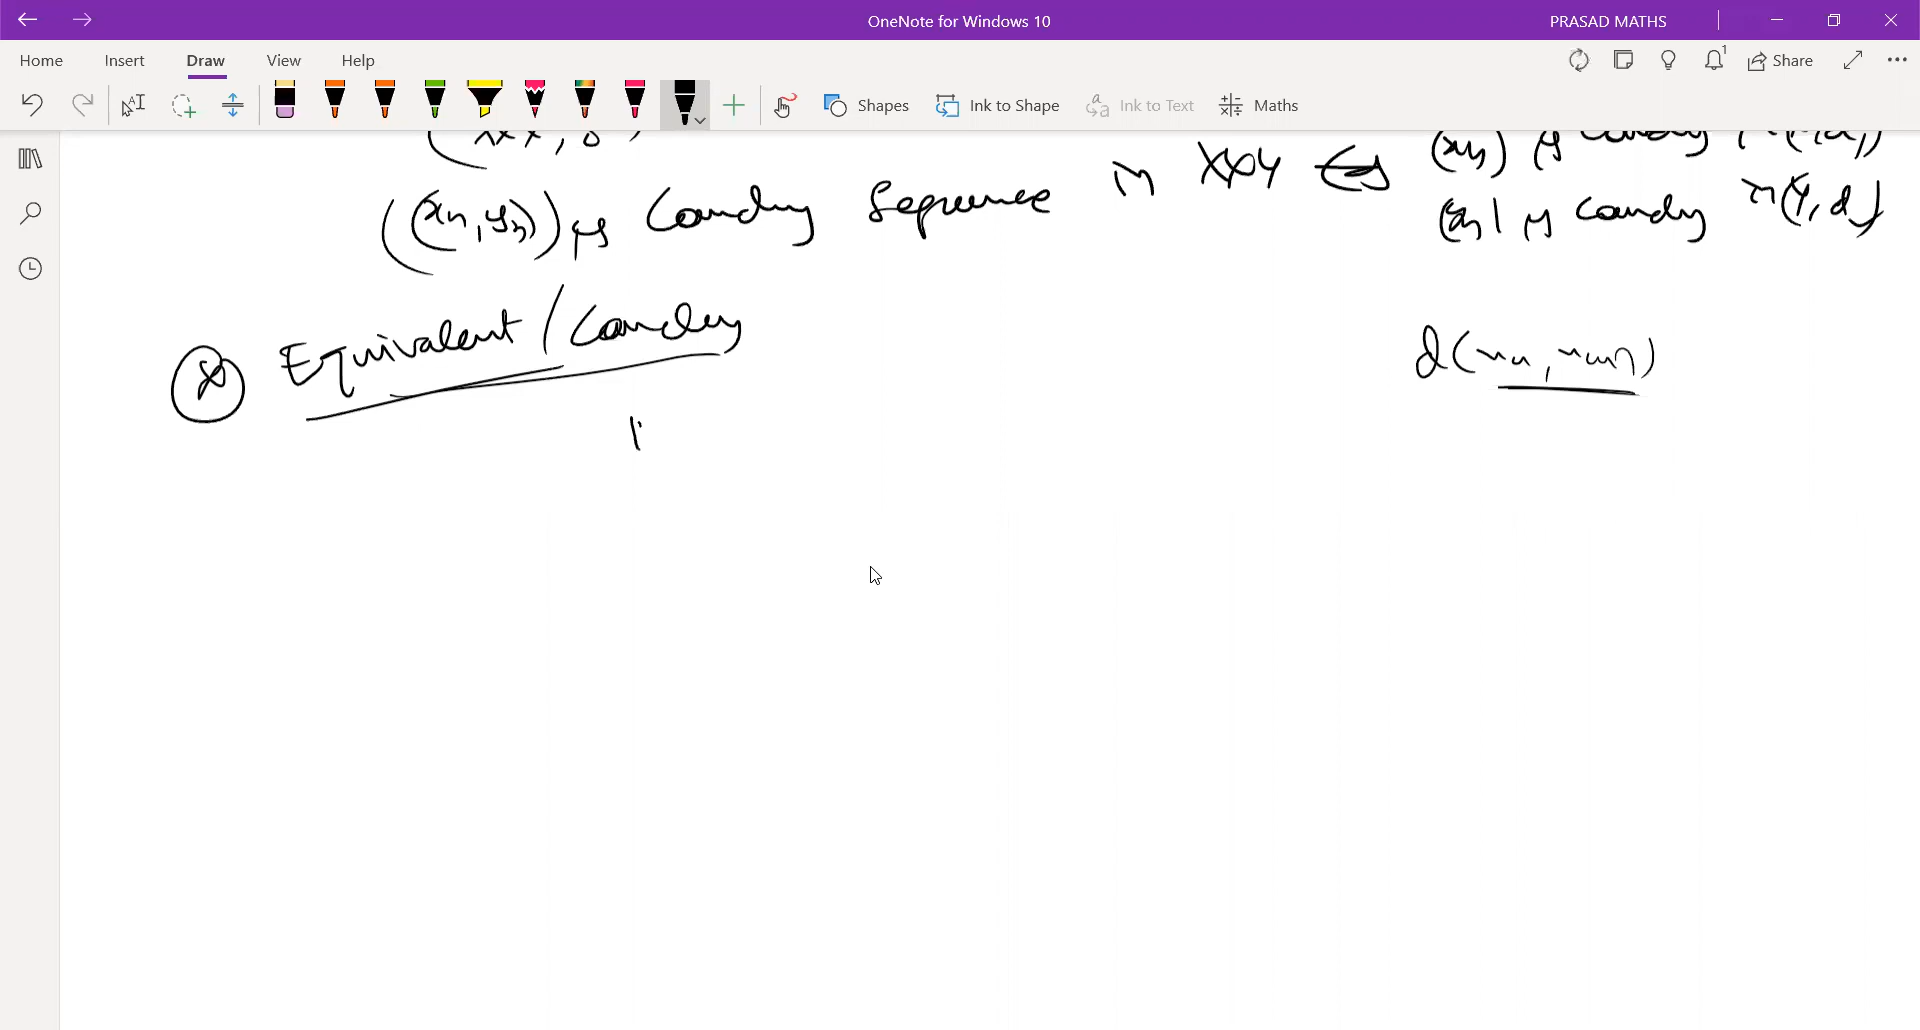 OneNote for Windows 10
PRASAD MATHS
Home Insert Draw View Help
1
Share
Shapes
Ink to Shape
Ink to Text
Maths
((xn, yn)) is Cauchy Sequence in X×Y ⇔
(xn) is Cauchy
(yn) is Cauchy in (Y, d)
Equivalent / Cauchy
d(xn, xm)